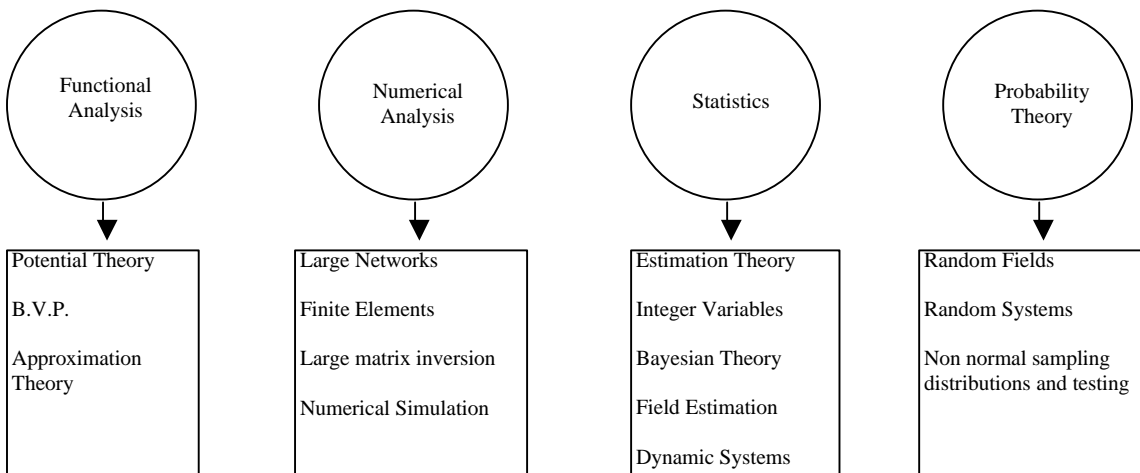 Functional
Analysis
Numerical
Analysis
Statistics
Probability
Theory
Potential Theory
B.V.P.
Approximation
Theory
Large Networks
Finite Elements
Large matrix inversion
Numerical Simulation
Estimation Theory
Integer Variables
Bayesian Theory
Field Estimation
Dynamic Systems
Random Fields
Random Systems
Non normal sampling
distributions and testing